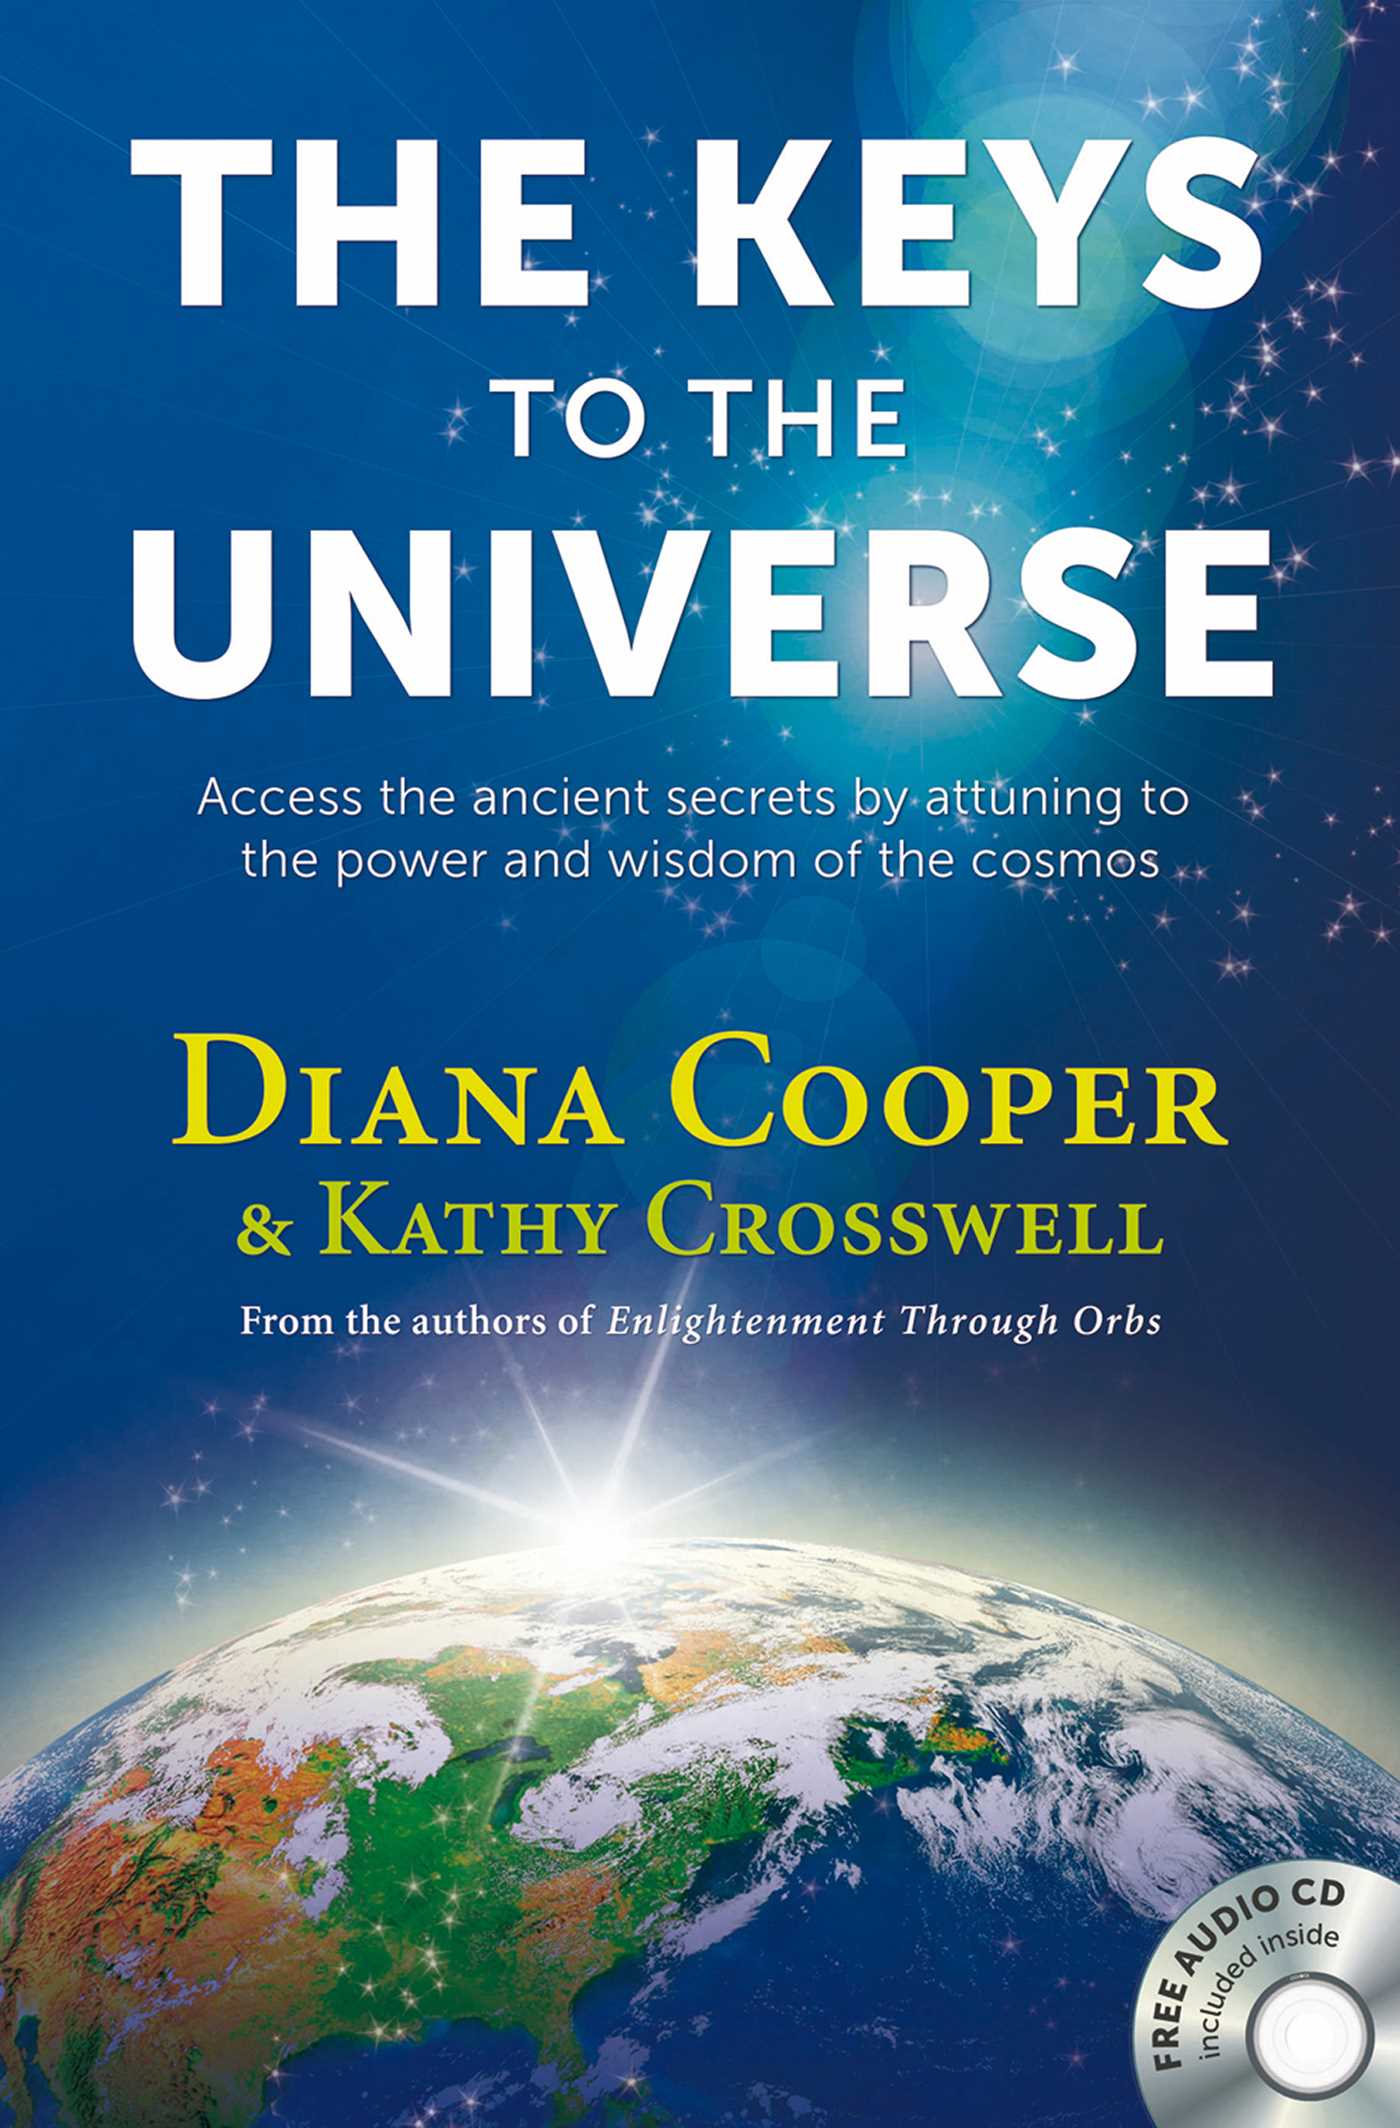 THE KEYS
TO THE
UNIVERSE
Access the ancient secrets by attuning to
the power and wisdom of the cosmos
DIANA COOPER
& KATHY CROSSWELL
From the authors of Enlightenment Through Orbs
FREE AUDIO CD
included inside